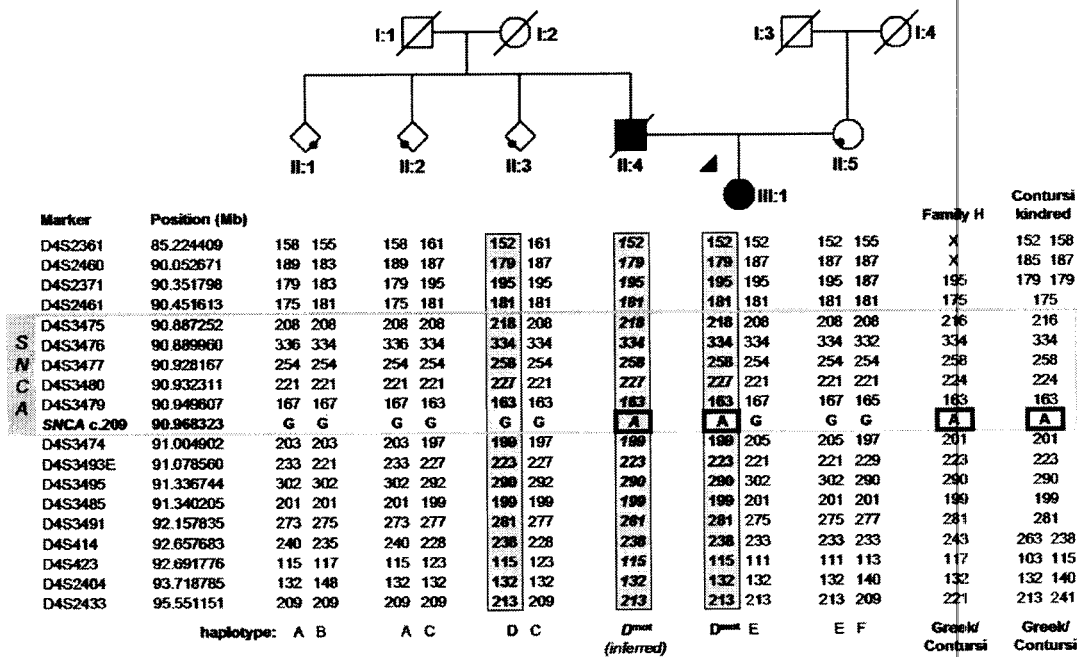 I:1 I:2 I:3 I:4
II:1 II:2 II:3 II:4 II:5
III:1
Contursi
Marker Position (Mb) Family H kindred
D4S2361 85.224409 158 155 158 161 152 161 152 152 152 152 155 X 152 158
D4S2460 90.052671 189 183 189 187 179 187 179 179 187 187 187 X 185 187
D4S2371 90.351798 179 183 179 195 195 195 195 195 195 195 187 195 179 179
D4S2461 90.451613 175 181 175 181 181 181 181 181 181 181 181 175 175
D4S3475 90.887252 208 208 208 208 218 208 218 218 208 208 208 216 216
D4S3476 90.889960 336 334 336 334 334 334 334 334 334 334 332 334 334
D4S3477 90.928167 254 254 254 254 258 254 258 258 254 254 254 258 258
D4S3480 90.932311 221 221 221 221 227 221 227 227 221 221 221 224 224
D4S3479 90.949607 167 167 167 163 163 163 163 163 167 167 165 163 163
SNCA c.209 90.968323 G G G G G G A A G G G A A
D4S3474 91.004902 203 203 203 197 199 197 199 199 205 205 197 201 201
D4S3493E 91.078560 233 221 233 227 223 227 223 223 221 221 229 223 223
D4S3495 91.336744 302 302 302 292 290 292 290 290 302 302 290 290 290
D4S3485 91.340205 201 201 201 199 199 199 199 199 201 201 201 199 199
D4S3491 92.157835 273 275 273 277 281 277 281 281 275 275 277 281 281
D4S414 92.657683 240 235 240 228 238 228 238 238 233 233 233 243 263 238
D4S423 92.691776 115 117 115 123 115 123 115 115 111 111 113 117 103 115
D4S2404 93.718785 132 148 132 132 132 132 132 132 132 132 140 132 132 140
D4S2433 95.551151 209 209 209 209 213 209 213 213 213 213 209 221 213 241
SNCA
haplotype: A B A C D C Dmut Dmut E E F Greek/ Greek/
(inferred) Contursi Contursi